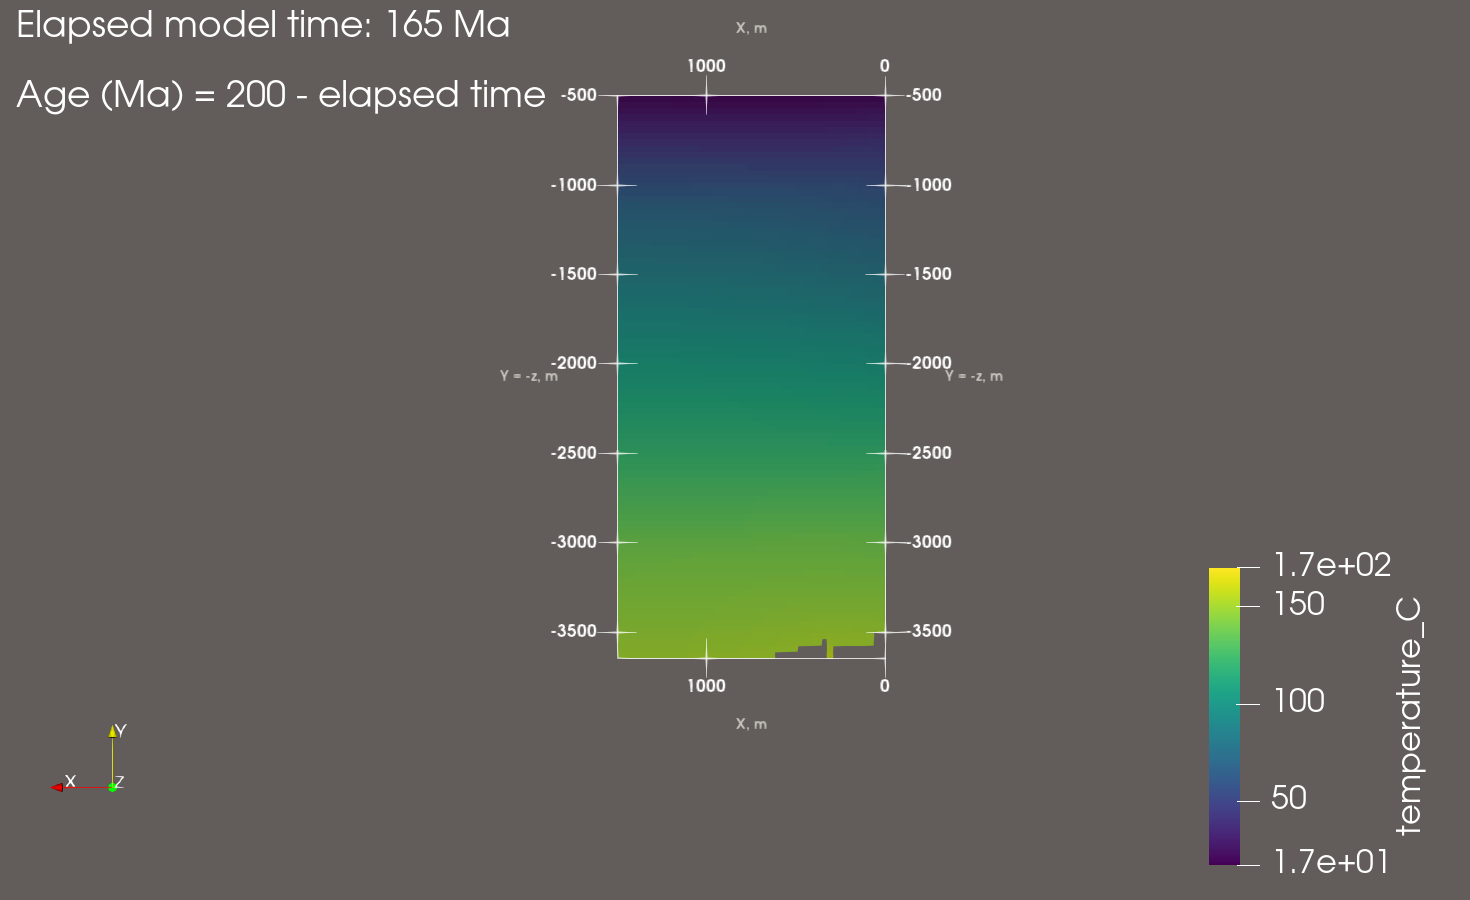 Elapsed model time: 165 Ma
Age (Ma) = 200 - elapsed time
X, m
1000 0
-500 -500
-1000 -1000
-1500 -1500
-2000 -2000
Y = -z, m Y = -z, m
-2500 -2500
-3000 -3000
-3500 -3500
1000 0
X, m
Y
X Z
1.7e+02
150
100
50
1.7e+01
temperature_C